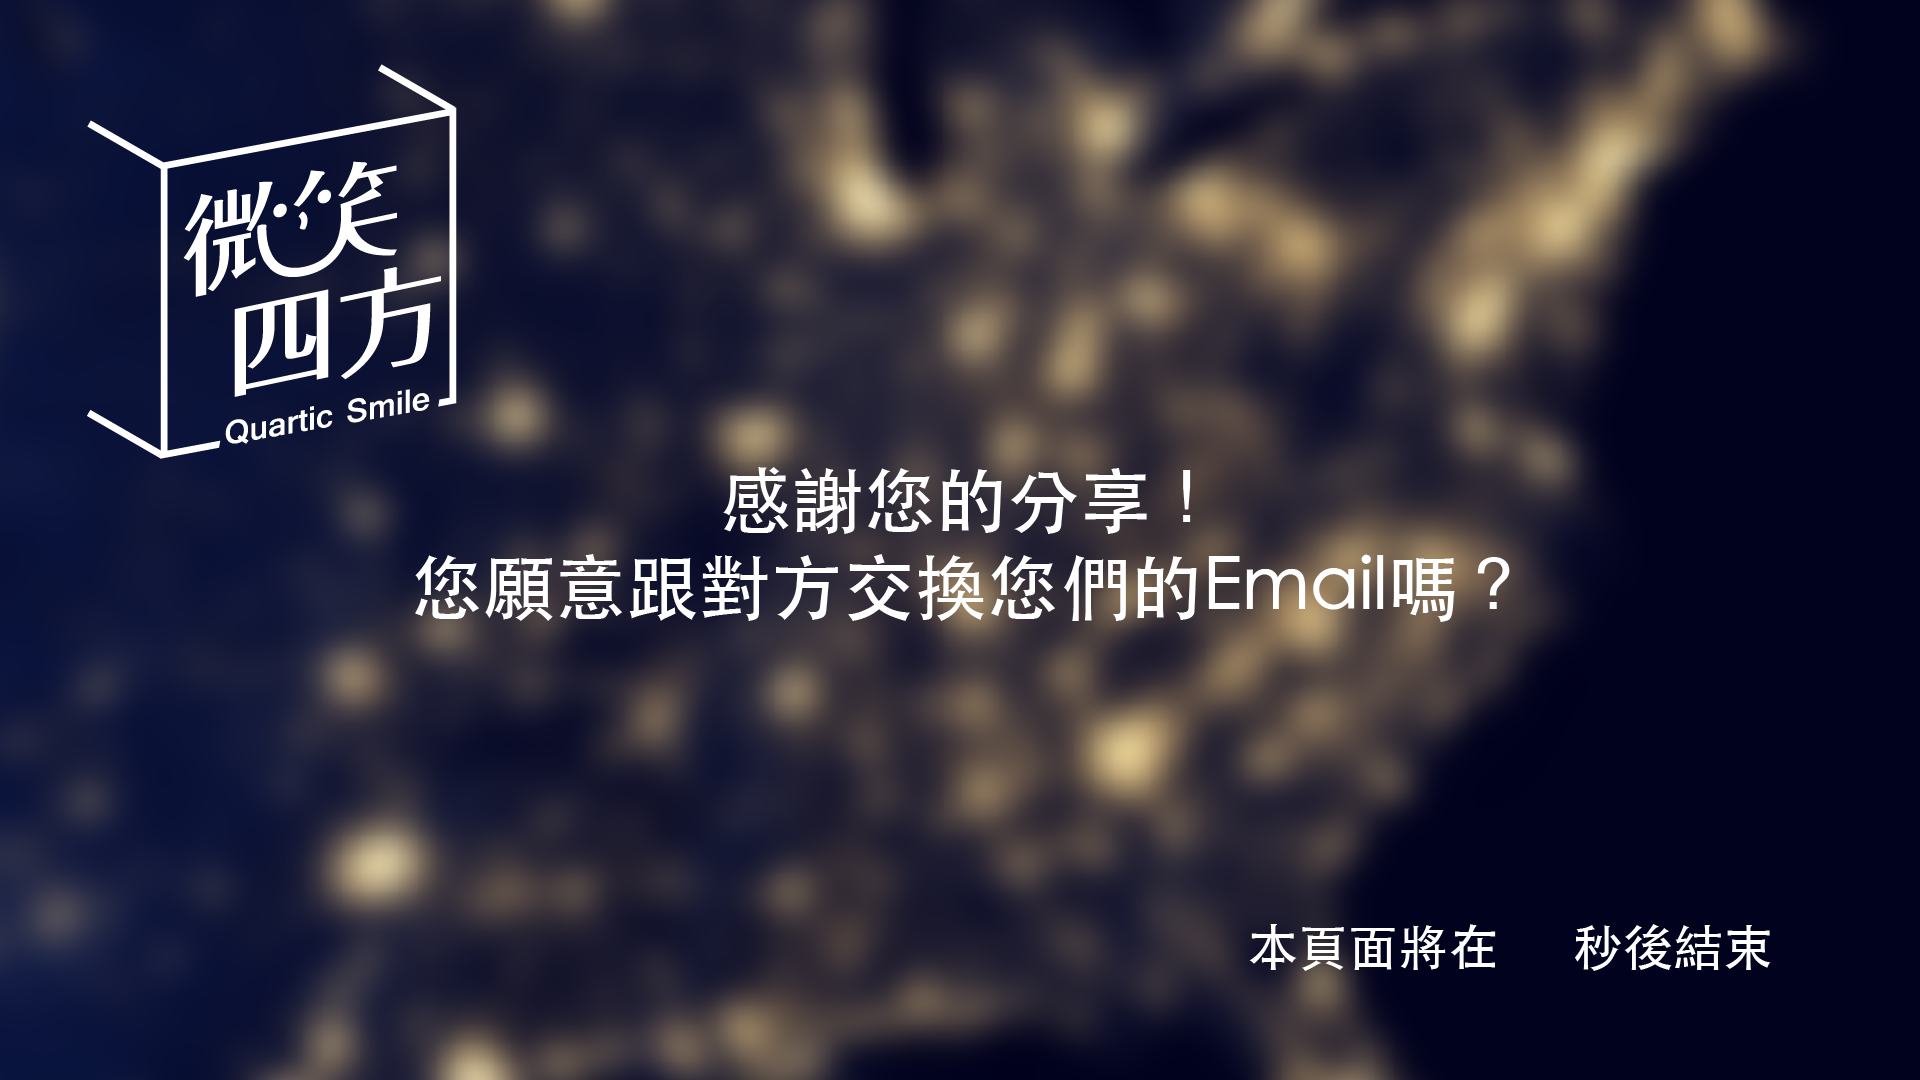 微笑
四方
Quartic Smile
感謝您的分享！
您願意跟對方交換您們的Email嗎？
本頁面將在 秒後結束